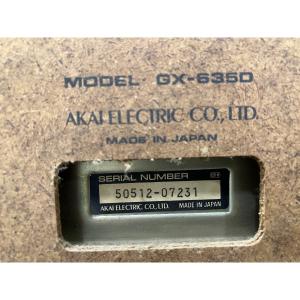 MODEL GX-635D
AKAI ELECTRIC CO., LTD.
MADE IN JAPAN
SERIAL NUMBER
50512-07231
AKAI ELECTRIC CO., LTD. MADE IN JAPAN